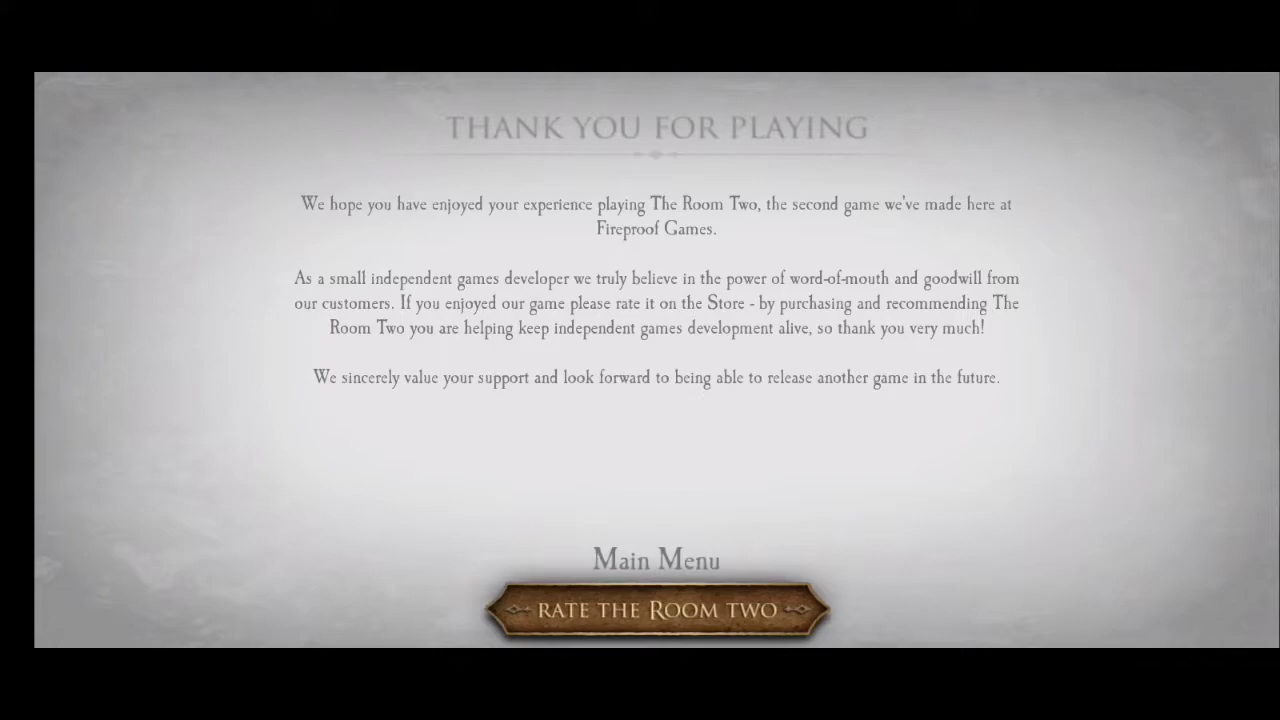 THANK YOU FOR PLAYING
We hope you have enjoyed your experience playing The Room Two, the second game we've made here at
Fireproof Games.
As a small independent games developer we truly believe in the power of word-of-mouth and goodwill from
our customers. If you enjoyed our game please rate it on the Store - by purchasing and recommending The
Room Two you are helping keep independent games development alive, so thank you very much!
We sincerely value your support and look forward to being able to release another game in the future.
Main Menu
RATE THE ROOM TWO